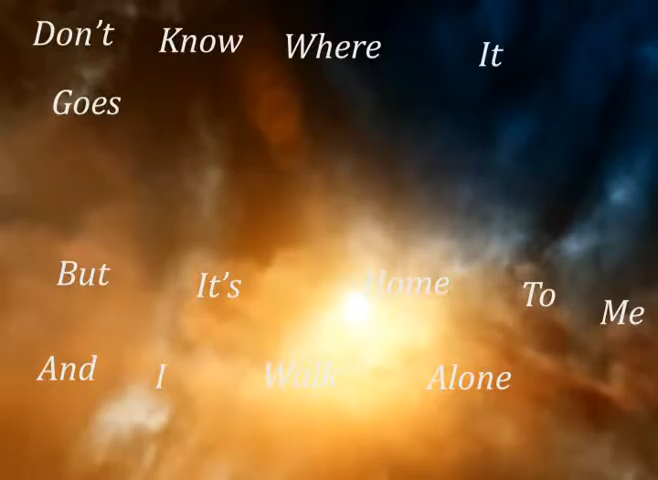 Don't Know Where It
Goes
But It's Home To Me
And I Walk Alone